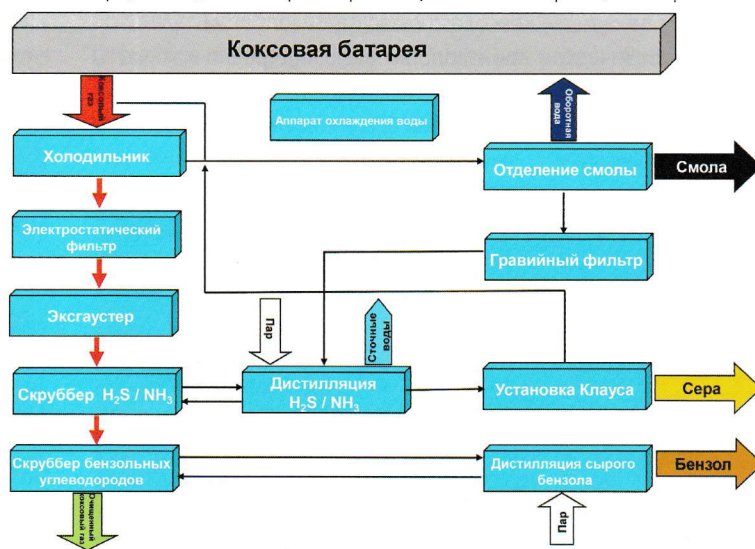 Коксовая батарея
Коксовый
газ
Аппарат охлаждения воды
Оборотная
вода
Холодильник
Отделение смолы
Смола
Электростатический
фильтр
Гравийный фильтр
Эксгаустер
Пар
Сточные
воды
Скруббер H₂S / NH₃
Дистилляция
H₂S / NH₃
Установка Клауса
Сера
Скруббер бензольных
углеводородов
Дистилляция сырого
бензола
Бензол
Очищенный
коксовый газ
Пар